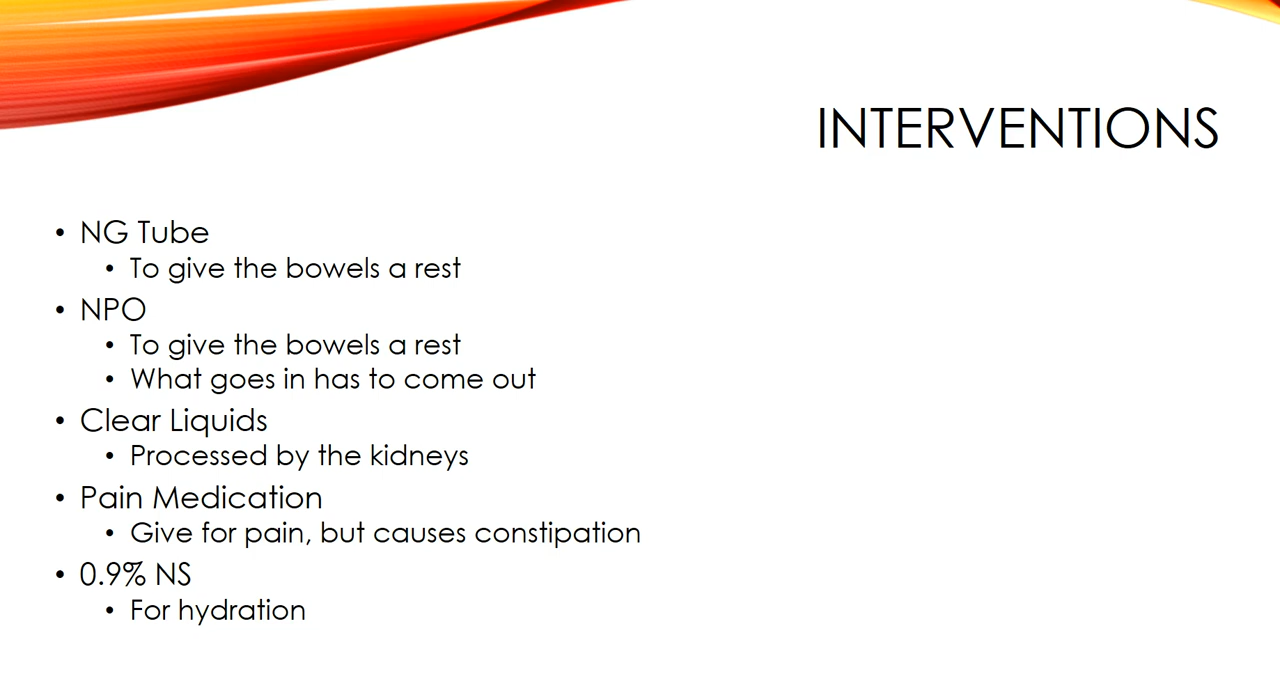 INTERVENTIONS
• NG Tube
• To give the bowels a rest
• NPO
• To give the bowels a rest
• What goes in has to come out
• Clear Liquids
• Processed by the kidneys
• Pain Medication
• Give for pain, but causes constipation
• 0.9% NS
• For hydration